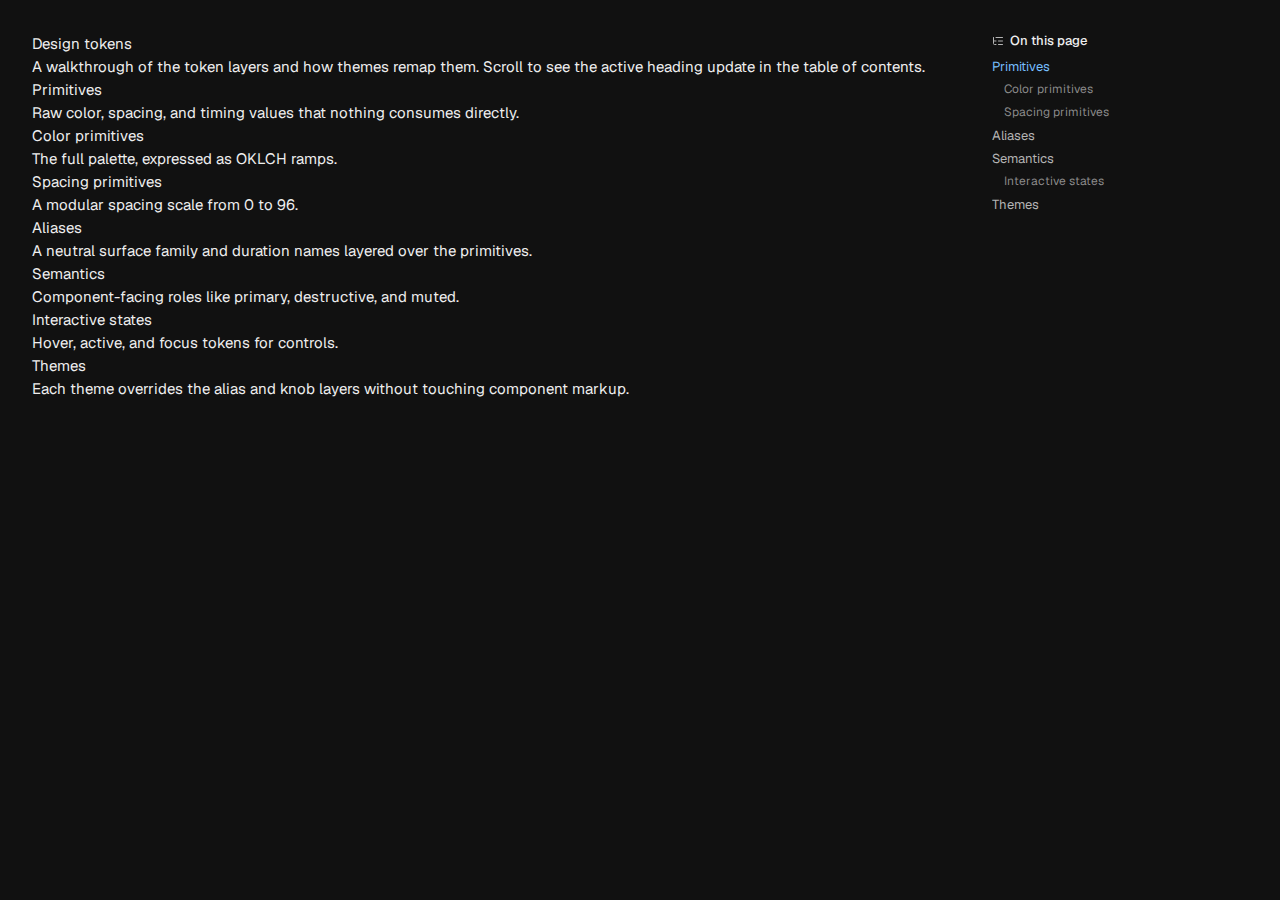 Design tokens
A walkthrough of the token layers and how themes remap them. Scroll to see the active heading update in the table of contents.
Primitives
Raw color, spacing, and timing values that nothing consumes directly.
Color primitives
The full palette, expressed as OKLCH ramps.
Spacing primitives
A modular spacing scale from 0 to 96.
Aliases
A neutral surface family and duration names layered over the primitives.
Semantics
Component-facing roles like primary, destructive, and muted.
Interactive states
Hover, active, and focus tokens for controls.
Themes
Each theme overrides the alias and knob layers without touching component markup.
On this page
Primitives
Color primitives
Spacing primitives
Aliases
Semantics
Interactive states
Themes